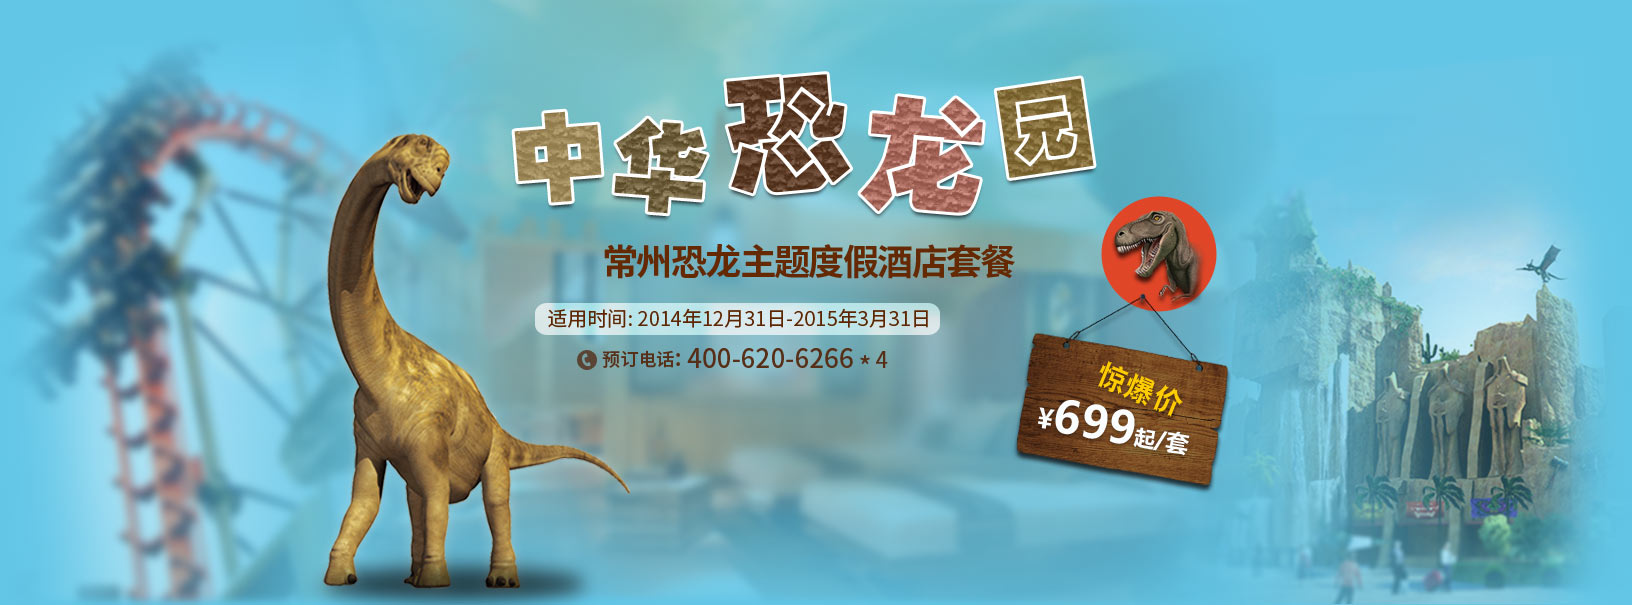 中华恐龙园
常州恐龙主题度假酒店套餐
适用时间: 2014年12月31日-2015年3月31日
预订电话: 400-620-6266 * 4
惊爆价
¥699起/套